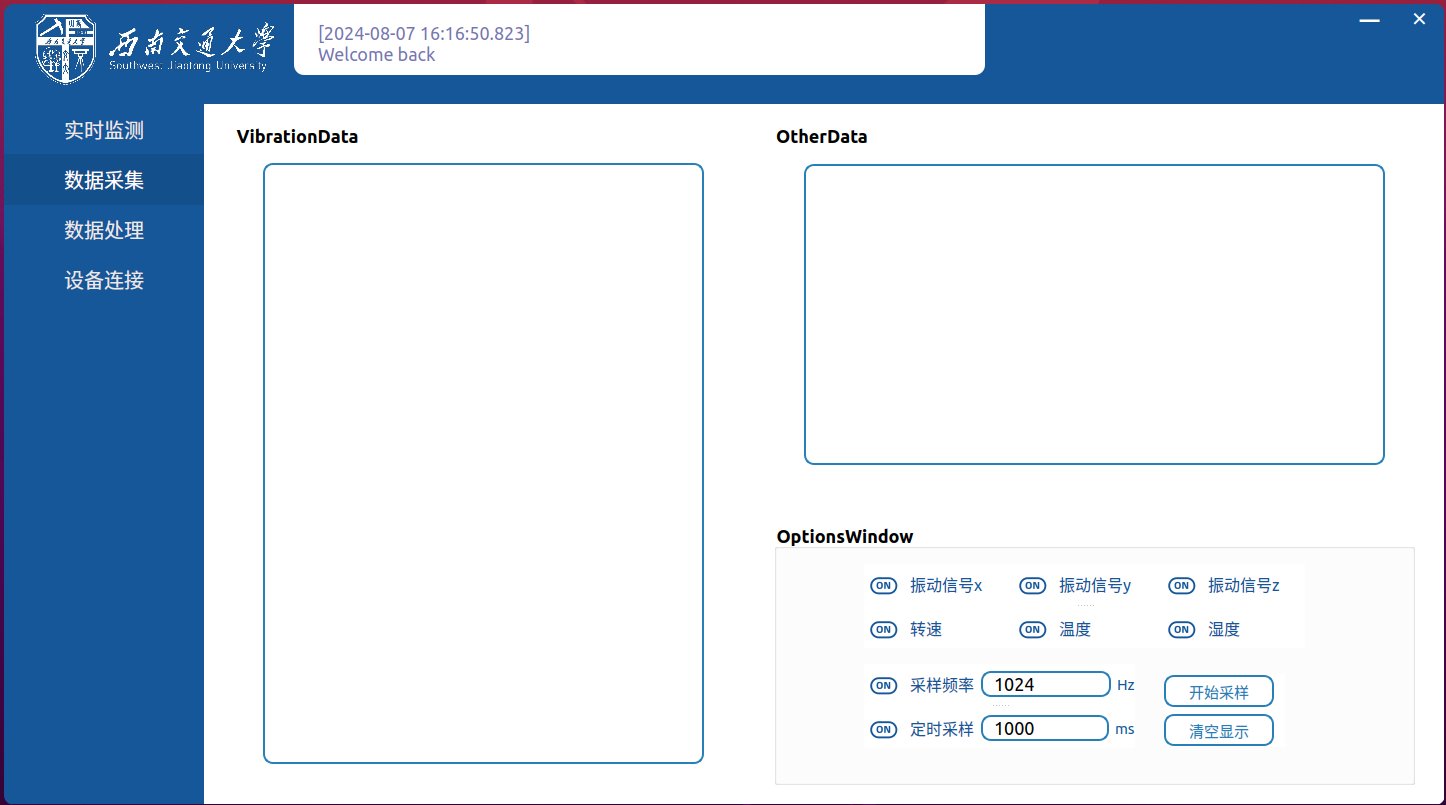 西南交通大学
Southwest Jiaotong University
[2024-08-07 16:16:50.823]
Welcome back
实时监测
数据采集
数据处理
设备连接
VibrationData
OtherData
OptionsWindow
ON 振动信号x ON 振动信号y ON 振动信号z
ON 转速 ON 温度 ON 湿度
ON 采样频率 1024 Hz 开始采样
ON 定时采样 1000 ms 清空显示